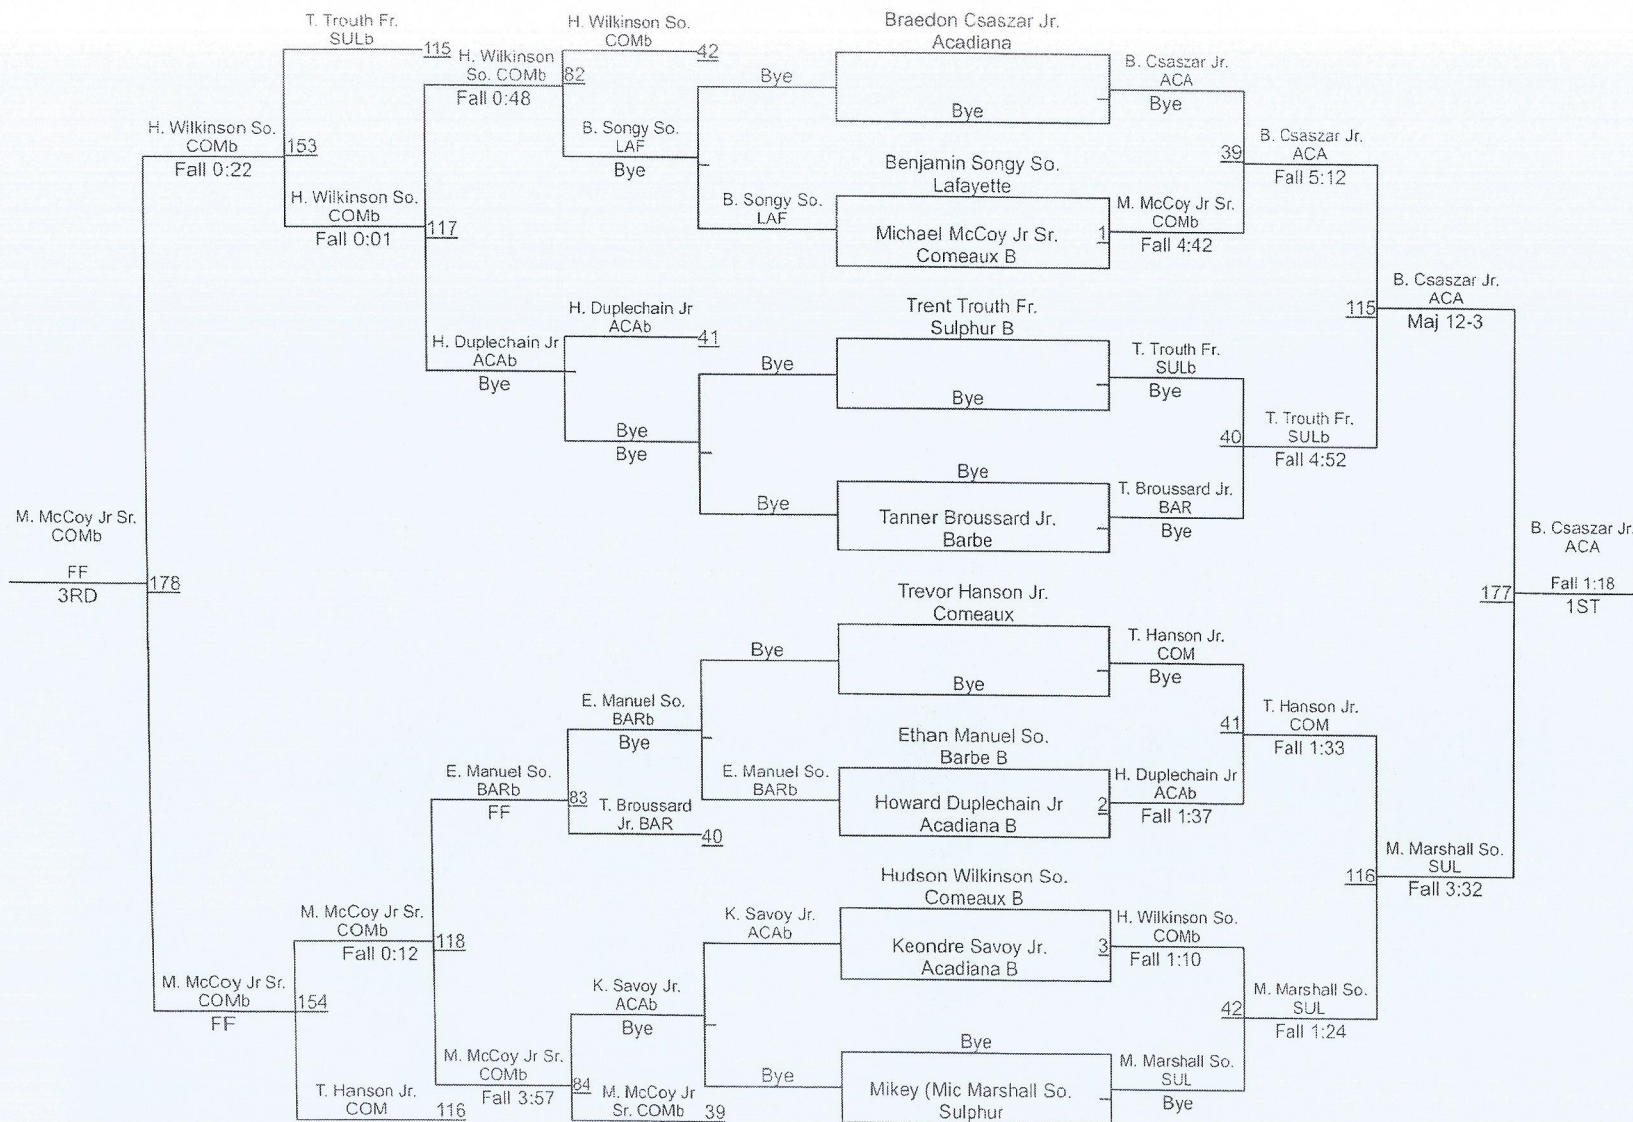 T. Trouth Fr.
SULb
115
H. Wilkinson So.
COMb
42
H. Wilkinson
So. COMb
82
Fall 0:48
H. Wilkinson So.
COMb
153
Fall 0:22
B. Songy So.
LAF
Bye
H. Wilkinson So.
COMb
117
Fall 0:01
B. Songy So.
LAF
H. Duplechain Jr
ACAb
41
H. Duplechain Jr
ACAb
Bye
Bye
Bye
Bye
Bye
Bye
M. McCoy Jr Sr.
COMb
FF
178
3RD
Bye
E. Manuel So.
BARb
Bye
E. Manuel So.
BARb
E. Manuel So.
BARb
83
FF
T. Broussard
Jr. BAR
40
M. McCoy Jr Sr.
COMb
118
Fall 0:12
K. Savoy Jr.
ACAb
M. McCoy Jr Sr.
COMb
154
FF
K. Savoy Jr.
ACAb
Bye
M. McCoy Jr Sr.
COMb
84
Fall 3:57
Bye
T. Hanson Jr.
COM
116
M. McCoy Jr
Sr. COMb
39
Braedon Csaszar Jr.
Acadiana
Bye
Benjamin Songy So.
Lafayette
Michael McCoy Jr Sr.
1
Comeaux B
Trent Trouth Fr.
Sulphur B
Bye
Bye
Tanner Broussard Jr.
Barbe
Trevor Hanson Jr.
Comeaux
Bye
Ethan Manuel So.
Barbe B
Howard Duplechain Jr
2
Acadiana B
Hudson Wilkinson So.
Comeaux B
Keondre Savoy Jr.
3
Acadiana B
Bye
Mikey (Mic Marshall So.
Sulphur
B. Csaszar Jr.
ACA
Bye
39
B. Csaszar Jr.
ACA
Fall 5:12
M. McCoy Jr Sr.
COMb
Fall 4:42
B. Csaszar Jr.
ACA
115
Maj 12-3
T. Trouth Fr.
SULb
Bye
40
T. Trouth Fr.
SULb
Fall 4:52
T. Broussard Jr.
BAR
Bye
B. Csaszar Jr.
ACA
177
Fall 1:18
1ST
T. Hanson Jr.
COM
Bye
41
T. Hanson Jr.
COM
Fall 1:33
H. Duplechain Jr
ACAb
Fall 1:37
M. Marshall So.
116
SUL
Fall 3:32
H. Wilkinson So.
COMb
Fall 1:10
42
M. Marshall So.
SUL
Fall 1:24
M. Marshall So.
SUL
Bye